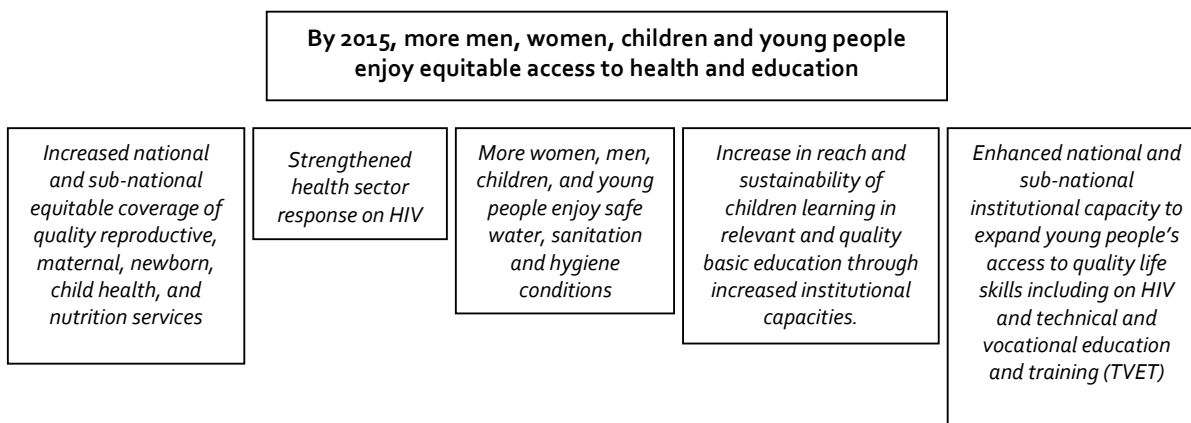 By 2015, more men, women, children and young people
enjoy equitable access to health and education
Increased national
and sub-national
equitable coverage of
quality reproductive,
maternal, newborn,
child health, and
nutrition services
Strengthened
health sector
response on HIV
More women, men,
children, and young
people enjoy safe
water, sanitation
and hygiene
conditions
Increase in reach and
sustainability of
children learning in
relevant and quality
basic education through
increased institutional
capacities.
Enhanced national and
sub-national
institutional capacity to
expand young people's
access to quality life
skills including on HIV
and technical and
vocational education
and training (TVET)